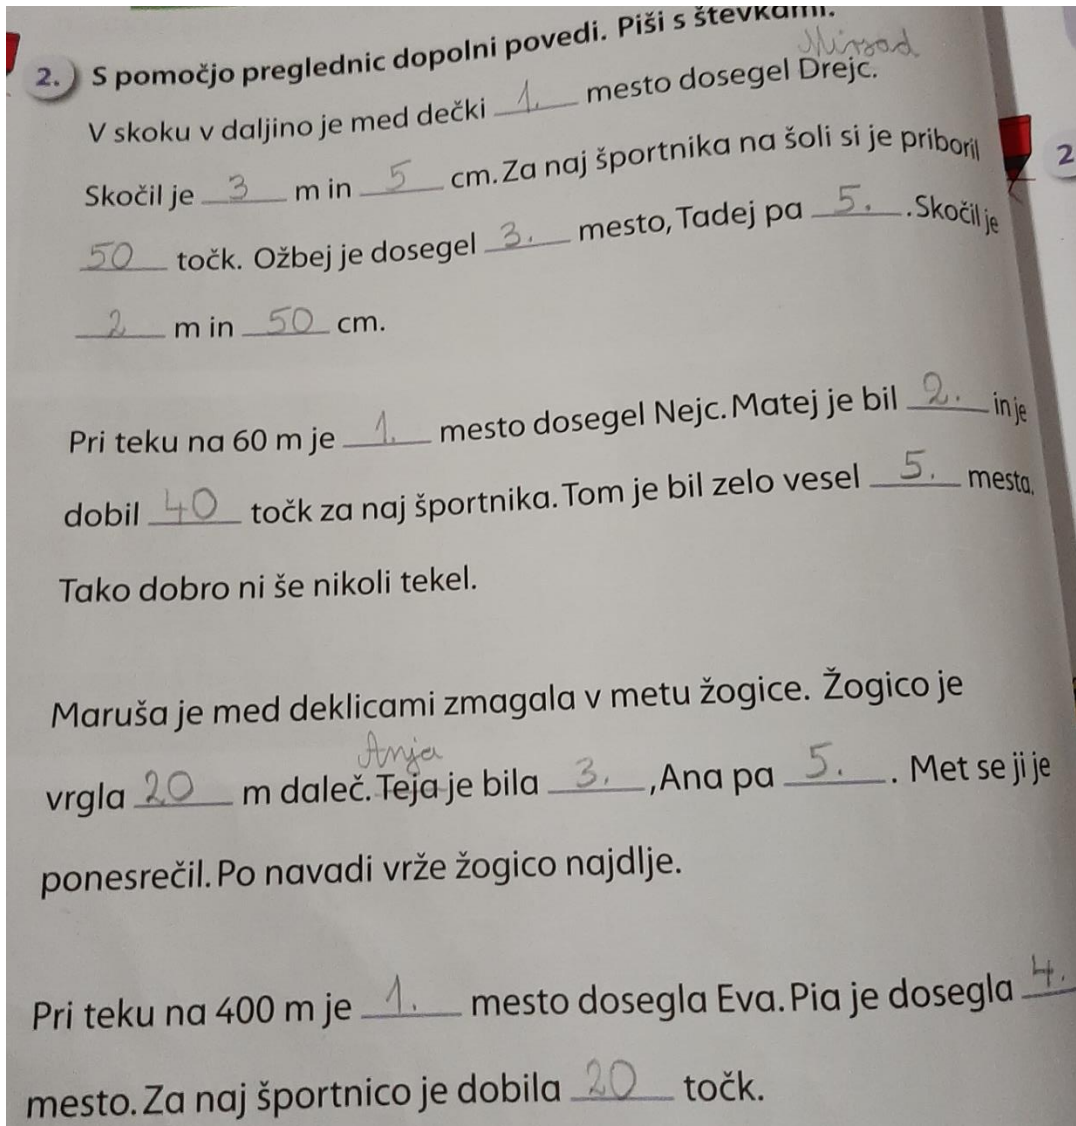 2. S pomočjo preglednic dopolni povedi. Piši s števkami.
Mirsad
V skoku v daljino je med dečki 1. mesto dosegel Drejc.
Skočil je 3 m in 5 cm. Za naj športnika na šoli si je priboril
2
50 točk. Ožbej je dosegel 3. mesto, Tadej pa 5. . Skočil je
2 m in 50 cm.
Pri teku na 60 m je 1. mesto dosegel Nejc. Matej je bil 2. in je
dobil 40 točk za naj športnika. Tom je bil zelo vesel 5. mesta.
Tako dobro ni še nikoli tekel.
Maruša je med deklicami zmagala v metu žogice. Žogico je
Anja
vrgla 20 m daleč. Teja je bila 3. , Ana pa 5. . Met se ji je
ponesrečil. Po navadi vrže žogico najdlje.
Pri teku na 400 m je 1. mesto dosegla Eva. Pia je dosegla 4.
mesto. Za naj športnico je dobila 20 točk.